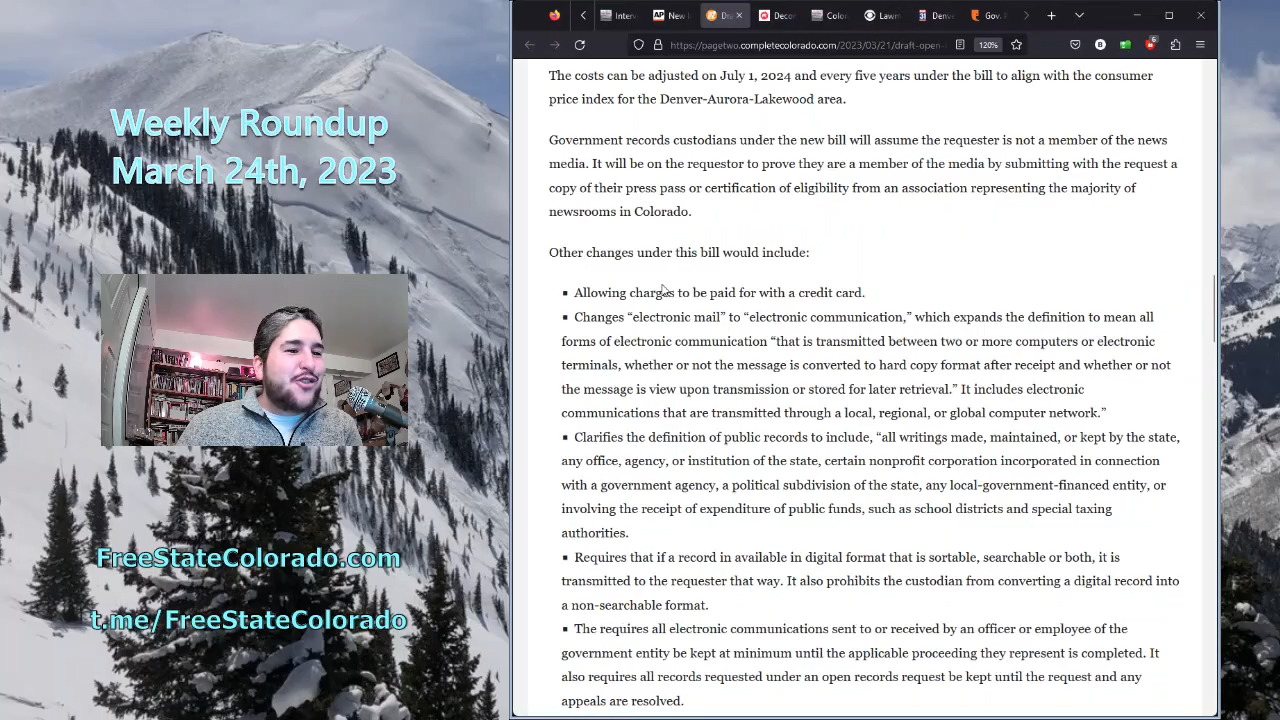 Weekly Roundup
March 24th, 2023
FreeStateColorado.com
t.me/FreeStateColorado
Interv
AP
New
Dra
Decor
Color
Lawm
31
Denve
Gov.
https://pagetwo.completecolorado.com/2023/03/21/draft-open-
120%
6
The costs can be adjusted on July 1, 2024 and every five years under the bill to align with the consumer
price index for the Denver-Aurora-Lakewood area.
Government records custodians under the new bill will assume the requester is not a member of the news
media. It will be on the requestor to prove they are a member of the media by submitting with the request a
copy of their press pass or certification of eligibility from an association representing the majority of
newsrooms in Colorado.
Other changes under this bill would include:
Allowing charges to be paid for with a credit card.
Changes “electronic mail” to “electronic communication,” which expands the definition to mean all
forms of electronic communication “that is transmitted between two or more computers or electronic
terminals, whether or not the message is converted to hard copy format after receipt and whether or not
the message is view upon transmission or stored for later retrieval.” It includes electronic
communications that are transmitted through a local, regional, or global computer network.”
Clarifies the definition of public records to include, “all writings made, maintained, or kept by the state,
any office, agency, or institution of the state, certain nonprofit corporation incorporated in connection
with a government agency, a political subdivision of the state, any local-government-financed entity, or
involving the receipt of expenditure of public funds, such as school districts and special taxing
authorities.
Requires that if a record in available in digital format that is sortable, searchable or both, it is
transmitted to the requester that way. It also prohibits the custodian from converting a digital record into
a non-searchable format.
The requires all electronic communications sent to or received by an officer or employee of the
government entity be kept at minimum until the applicable proceeding they represent is completed. It
also requires all records requested under an open records request be kept until the request and any
appeals are resolved.